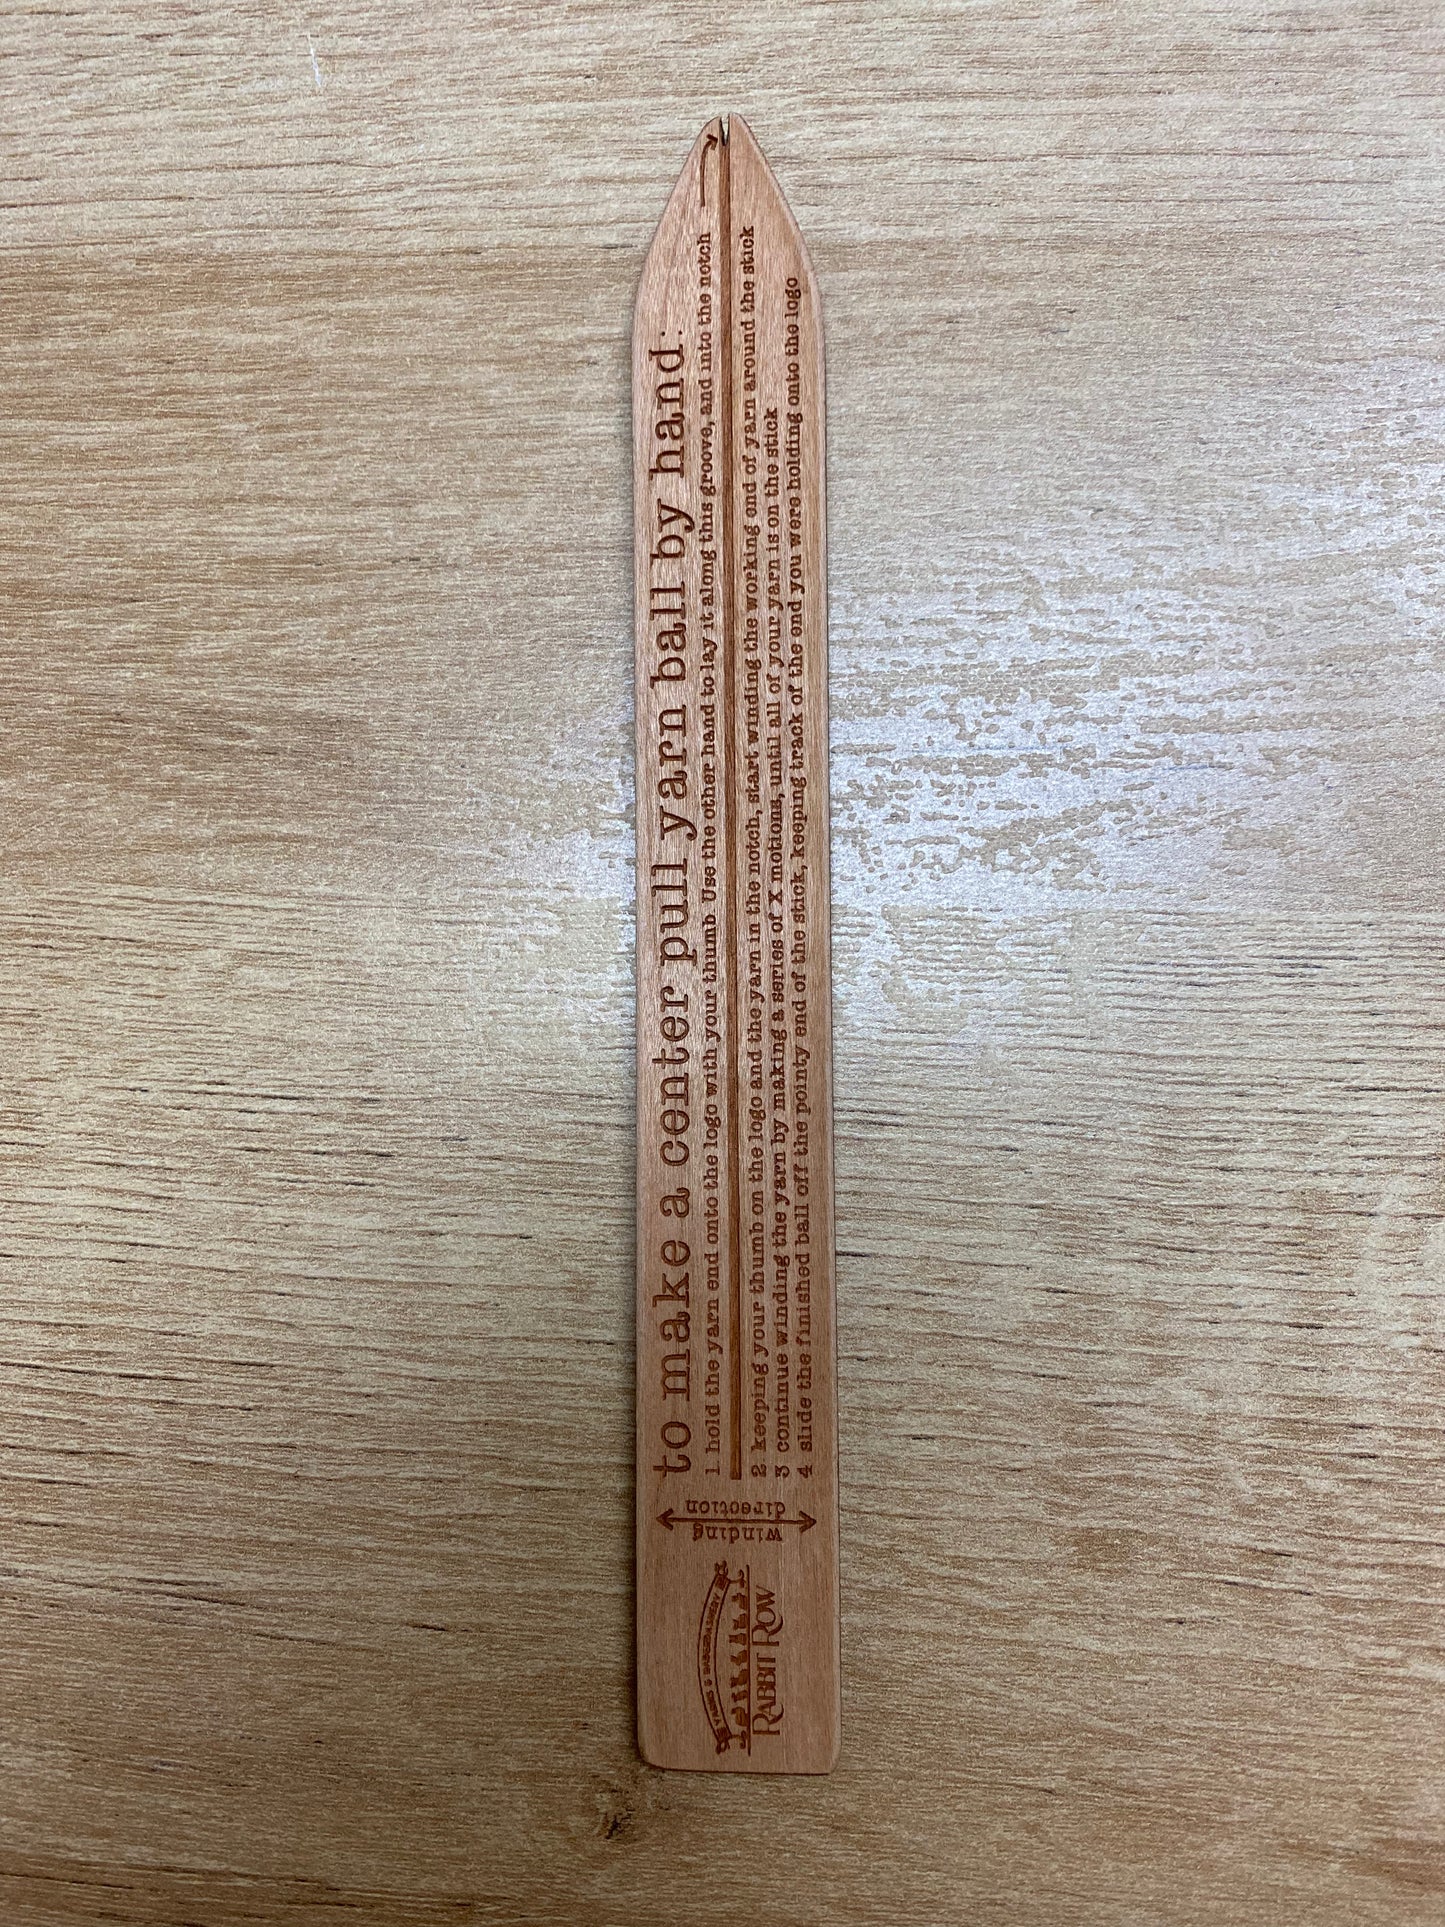 to make a center pull yarn ball by hand:
1 hold the yarn end onto the logo with your thumb Use the other hand to lay it along this groove, and into the notch
2 keeping your thumb on the logo and the yarn in the notch, start winding the working end of yarn around the stick
3 continue winding the yarn by making a series of X motions, until all of your yarn is on the stick
4 slide the finished ball off the pointy end of the stick, keeping track of the end you were holding onto the logo
winding
direction
RABBIT ROW